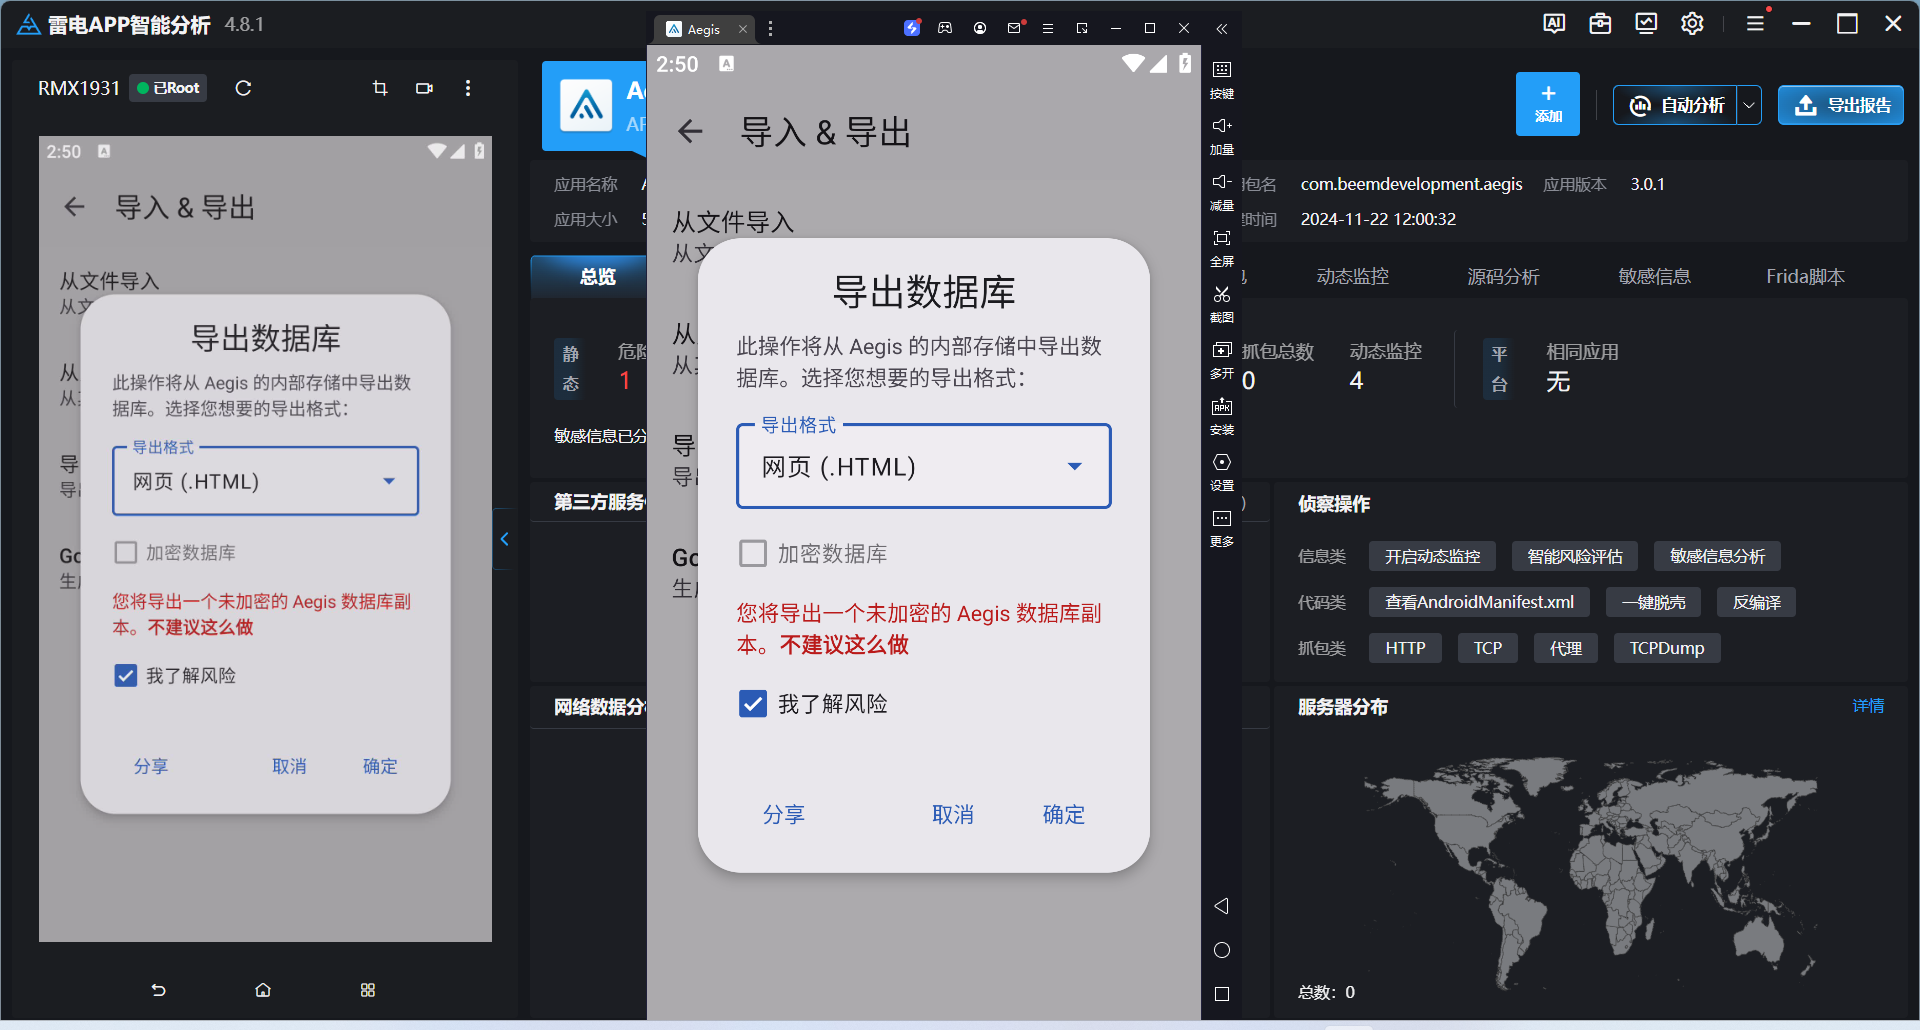 雷电APP智能分析 4.8.1
RMX1931 已Root
2:50 A
导入 & 导出
从文件导入
从文
从
从
导
导
Go
生
导出数据库
此操作将从 Aegis 的内部存储中导出数
据库。选择您想要的导出格式：
导出格式
网页 (.HTML)
加密数据库
您将导出一个未加密的 Aegis 数据库副
本。不建议这么做
我了解风险
分享 取消 确定
应用名称
应用大小
总览
静态
危险
1
敏感信息已分
第三方服务
网络数据分
Aegis
2:50 A
导入 & 导出
从文件导入
从文
从
从
导
导
Go
生
导出数据库
此操作将从 Aegis 的内部存储中导出数
据库。选择您想要的导出格式：
导出格式
网页 (.HTML)
加密数据库
您将导出一个未加密的 Aegis 数据库副
本。不建议这么做
我了解风险
分享 取消 确定
按键
加量
减量
全屏
截图
多开
APK
安装
设置
更多
AI
添加
自动分析
导出报告
包名 com.beemdevelopment.aegis 应用版本 3.0.1
时间 2024-11-22 12:00:32
动态监控 源码分析 敏感信息 Frida脚本
抓包总数 动态监控 平台 相同应用
0 4 无
侦察操作
信息类 开启动态监控 智能风险评估 敏感信息分析
代码类 查看AndroidManifest.xml 一键脱壳 反编译
抓包类 HTTP TCP 代理 TCPDump
服务器分布 详情
总数：0